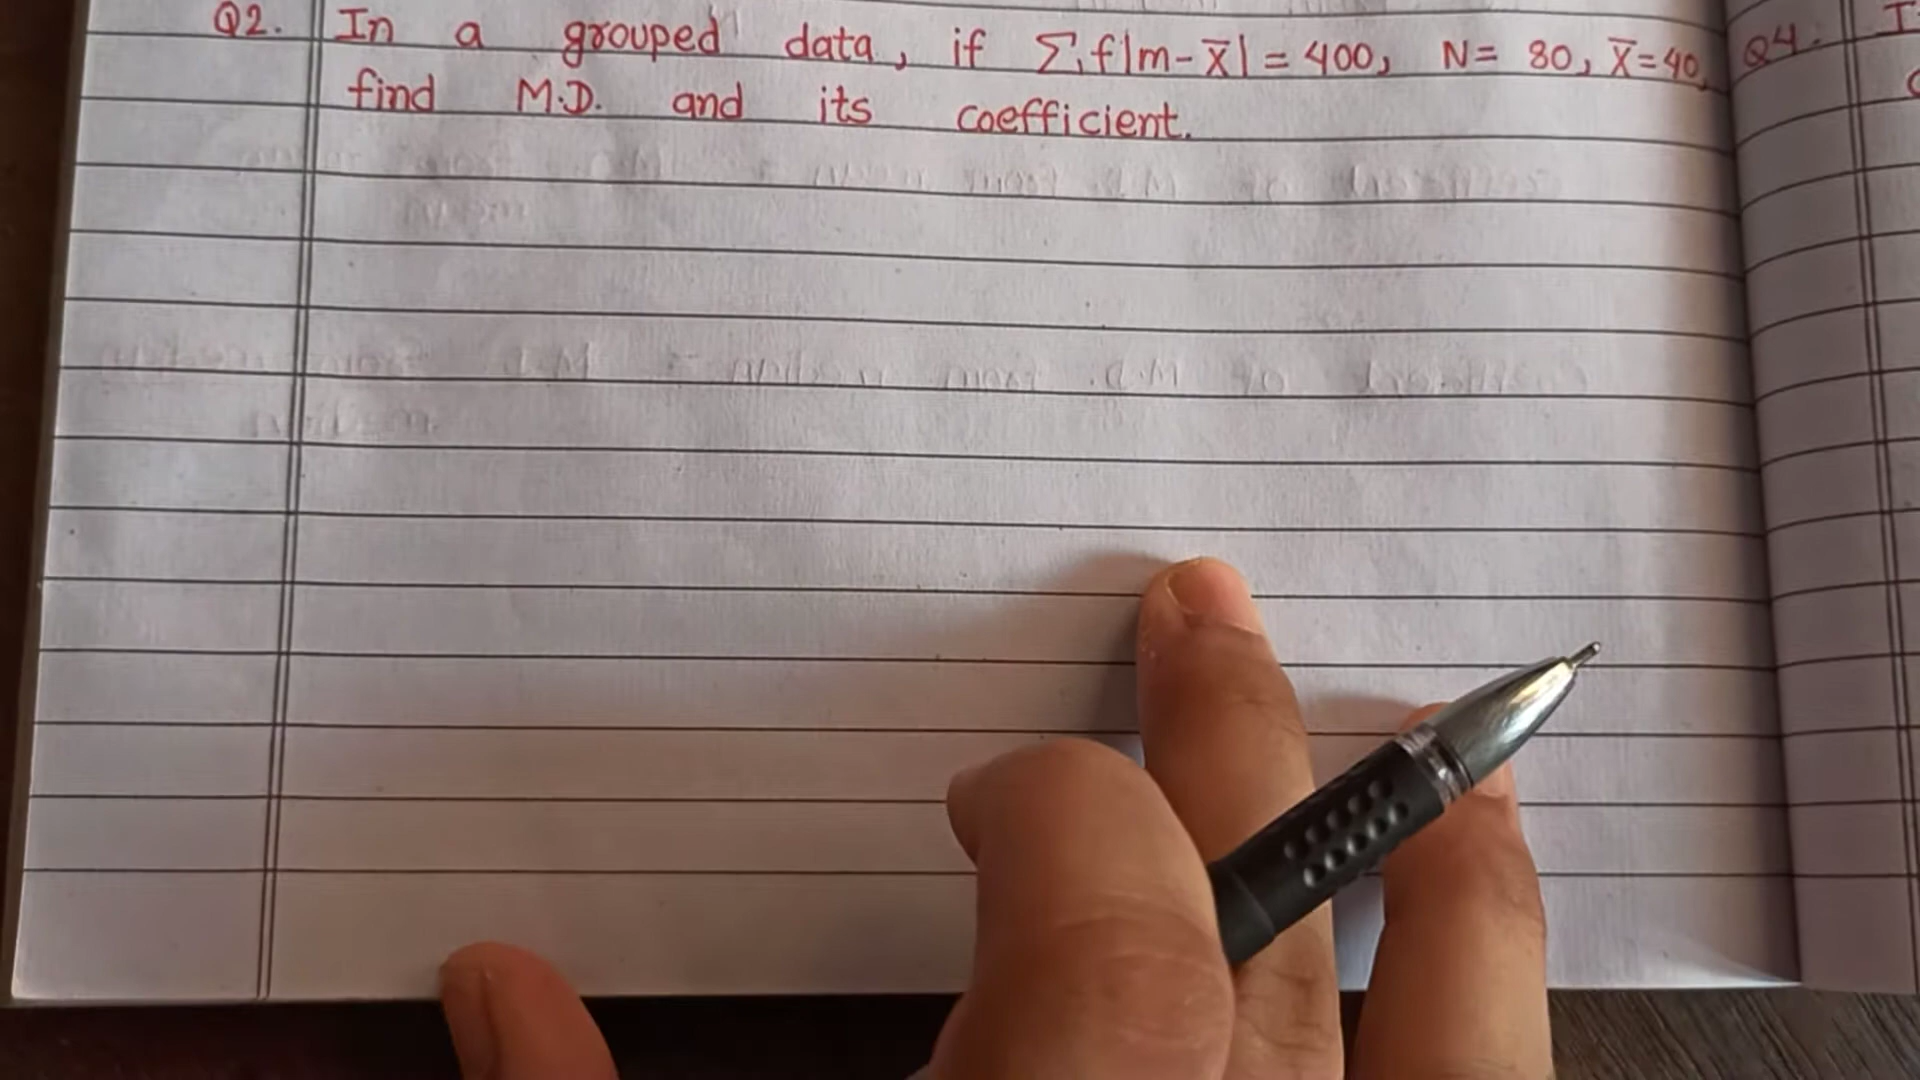 Q2. In a grouped data, if Σf|m-x̄| = 400, N = 80, x̄=40,
find M.D. and its coefficient.
Q4.